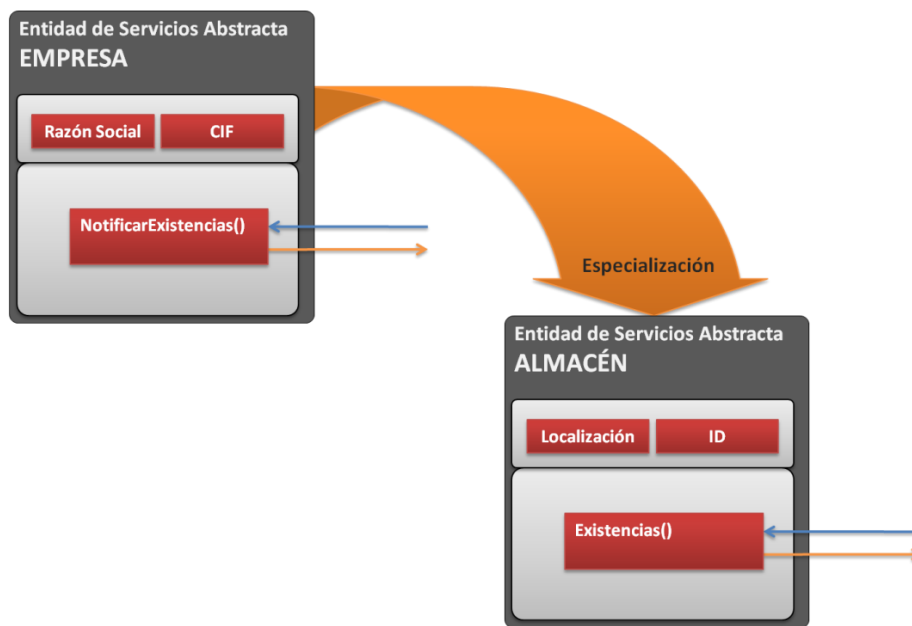 Entidad de Servicios Abstracta
EMPRESA
Razón Social
CIF
NotificarExistencias()
Especialización
Entidad de Servicios Abstracta
ALMACÉN
Localización
ID
Existencias()